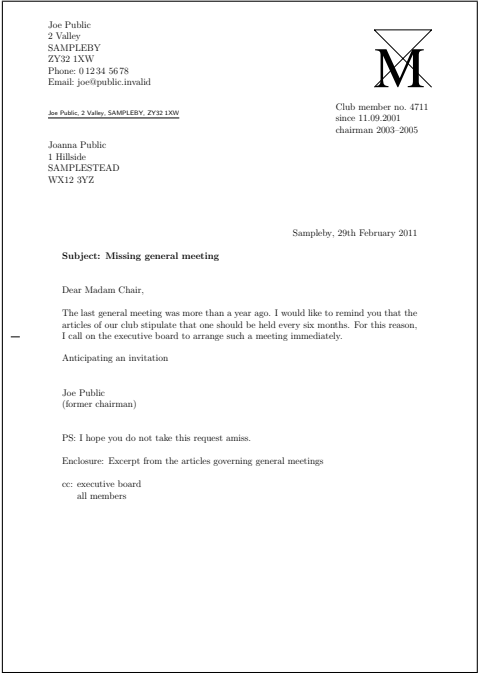 Joe Public
2 Valley
SAMPLEBY
ZY32 1XW
Phone: 0 12 34 56 78
Email: joe@public.invalid
M
Joe Public, 2 Valley, SAMPLEBY, ZY32 1XW
Club member no. 4711
since 11.09.2001
chairman 2003–2005
Joanna Public
1 Hillside
SAMPLESTEAD
WX12 3YZ
Sampleby, 29th February 2011
Subject: Missing general meeting
Dear Madam Chair,
The last general meeting was more than a year ago. I would like to remind you that the
articles of our club stipulate that one should be held every six months. For this reason,
I call on the executive board to arrange such a meeting immediately.
Anticipating an invitation
Joe Public
(former chairman)
PS: I hope you do not take this request amiss.
Enclosure: Excerpt from the articles governing general meetings
cc: executive board
all members